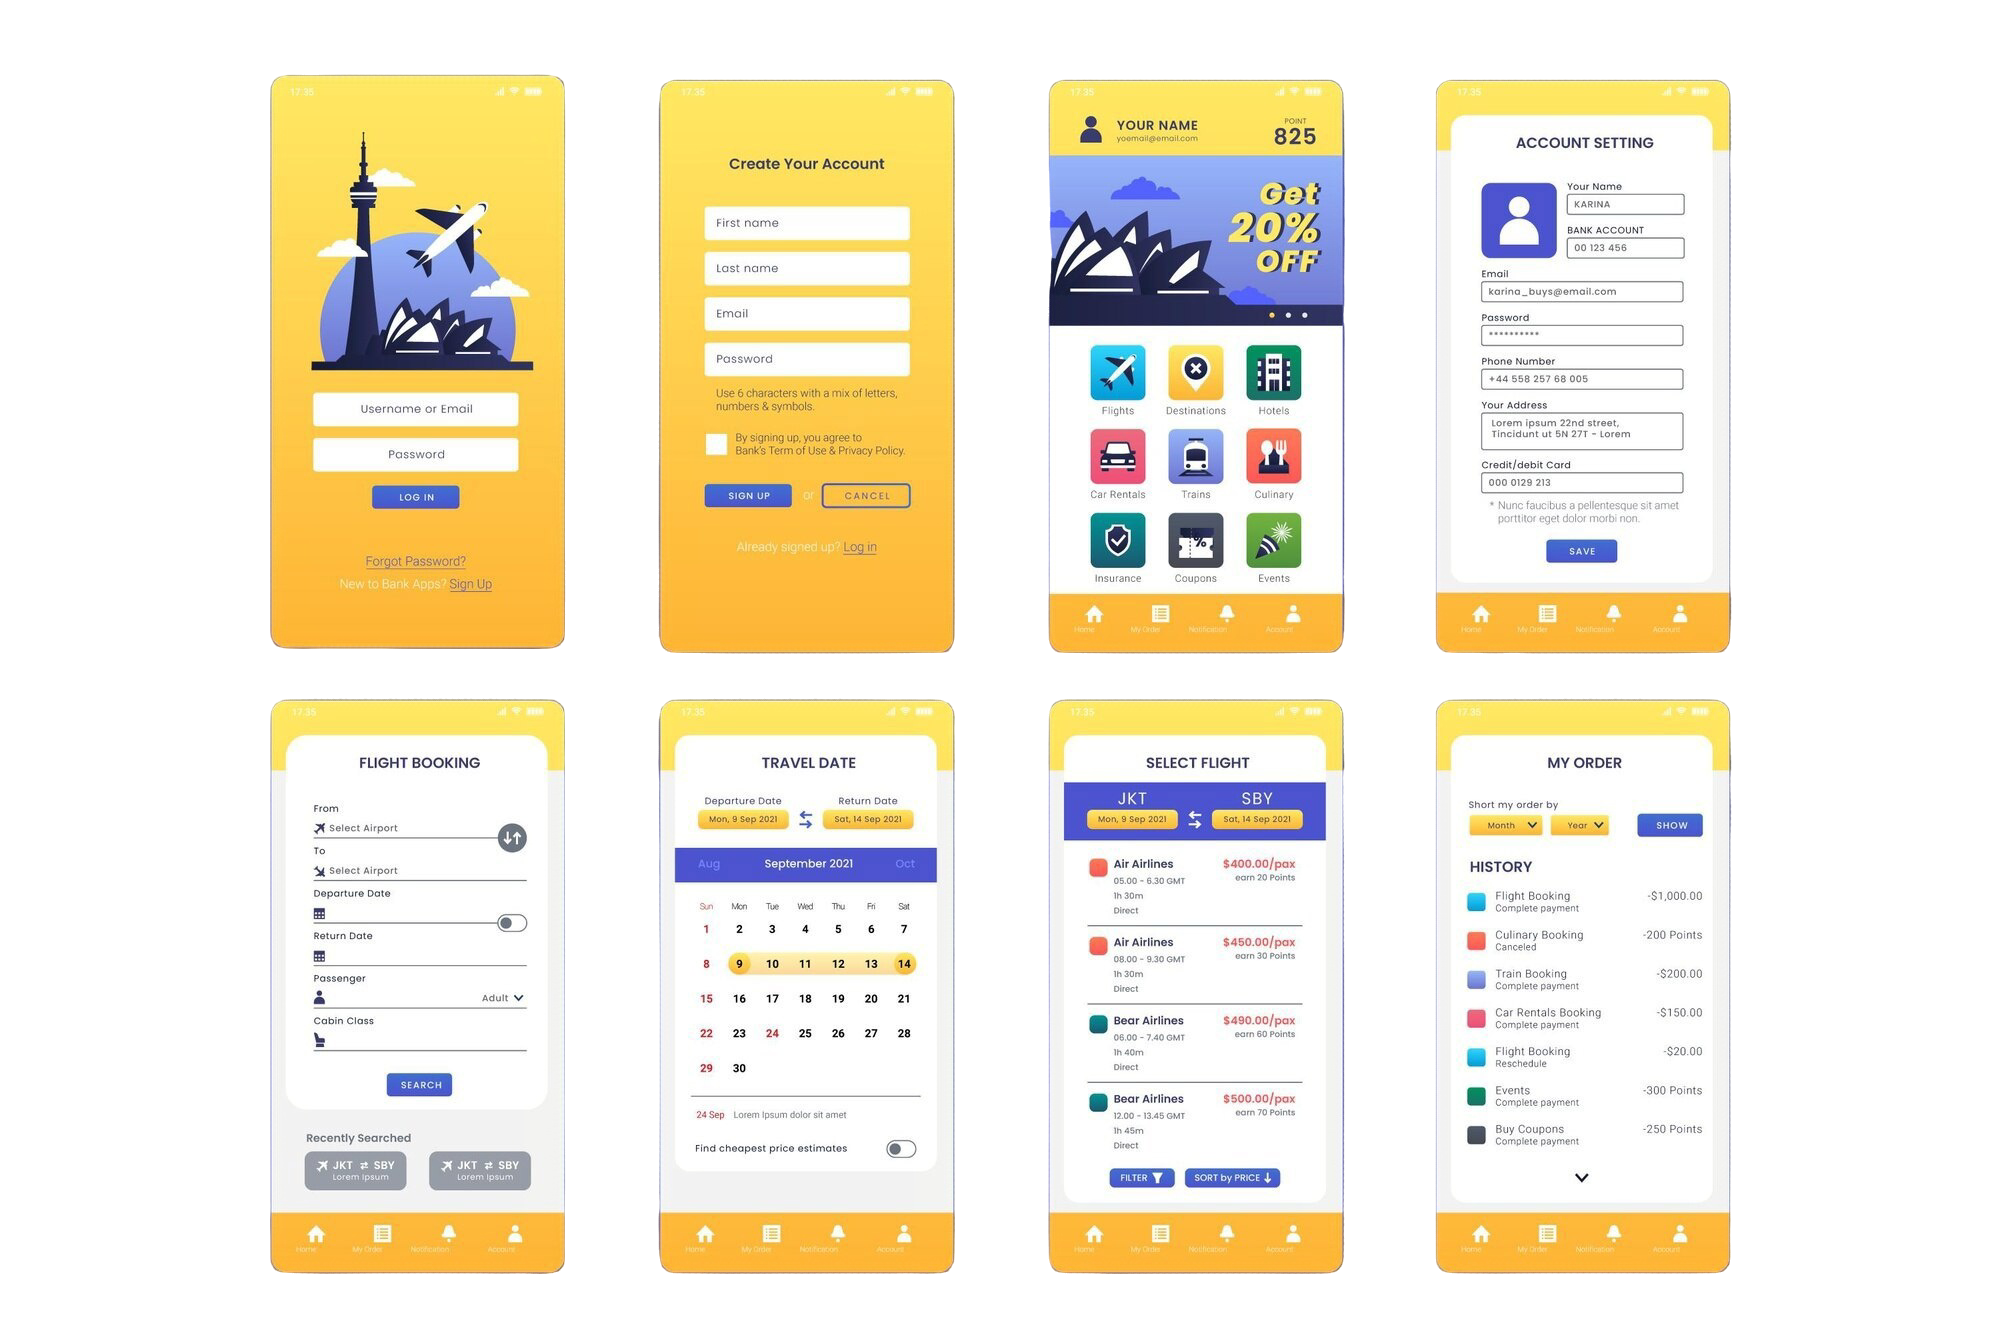 17.35
Username or Email
Password
LOG IN
Forgot Password?
New to Bank Apps? Sign Up
17.35
Create Your Account
First name
Last name
Email
Password
Use 6 characters with a mix of letters,
numbers & symbols.
By signing up, you agree to
Bank's Term of Use & Privacy Policy.
SIGN UP or CANCEL
Already signed up? Log in
17.35
YOUR NAME
yoemail@email.com
POINT
825
Get
20%
OFF
Flights Destinations Hotels
Car Rentals Trains Culinary
%
Insurance Coupons Events
Home My Order Notification Account
17.35
ACCOUNT SETTING
Your Name
KARINA
BANK ACCOUNT
00 123 456
Email
karina_buys@email.com
Password
**********
Phone Number
+44 558 257 68 005
Your Address
Lorem ipsum 22nd street,
Tincidunt ut 5N 27T - Lorem
Credit/debit Card
000 0129 213
* Nunc faucibus a pellentesque sit amet
porttitor eget dolor morbi non.
SAVE
Home My Order Notification Account
17.35
FLIGHT BOOKING
From
Select Airport
To
Select Airport
Departure Date
Return Date
Passenger
Adult
Cabin Class
SEARCH
Recently Searched
JKT ⇄ SBY JKT ⇄ SBY
Lorem Ipsum Lorem Ipsum
Home My Order Notification Account
17.35
TRAVEL DATE
Departure Date Return Date
Mon, 9 Sep 2021 Sat, 14 Sep 2021
Aug September 2021 Oct
Sun Mon Tue Wed Thu Fri Sat
1 2 3 4 5 6 7
8 9 10 11 12 13 14
15 16 17 18 19 20 21
22 23 24 25 26 27 28
29 30
24 Sep Lorem Ipsum dolor sit amet
Find cheapest price estimates
Home My Order Notification Account
17.35
SELECT FLIGHT
JKT SBY
Mon, 9 Sep 2021 Sat, 14 Sep 2021
Air Airlines $400.00/pax
05.00 - 6.30 GMT earn 20 Points
1h 30m
Direct
Air Airlines $450.00/pax
08.00 - 9.30 GMT earn 30 Points
1h 30m
Direct
Bear Airlines $490.00/pax
06.00 - 7.40 GMT earn 60 Points
1h 40m
Direct
Bear Airlines $500.00/pax
12.00 - 13.45 GMT earn 70 Points
1h 45m
Direct
FILTER SORT by PRICE
Home My Order Notification Account
17.35
MY ORDER
Short my order by
Month Year SHOW
HISTORY
Flight Booking -$1,000.00
Complete payment
Culinary Booking -200 Points
Canceled
Train Booking -$200.00
Complete payment
Car Rentals Booking -$150.00
Complete payment
Flight Booking -$20.00
Reschedule
Events -300 Points
Complete payment
Buy Coupons -250 Points
Complete payment
Home My Order Notification Account